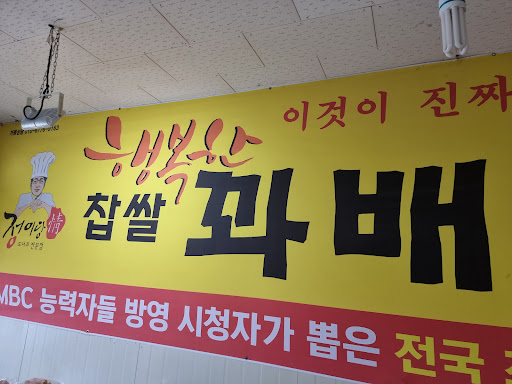 이것이 진짜
행복한
찹쌀 꽈배
정미당
MBC 능력자들 방영 시청자가 뽑은 전국